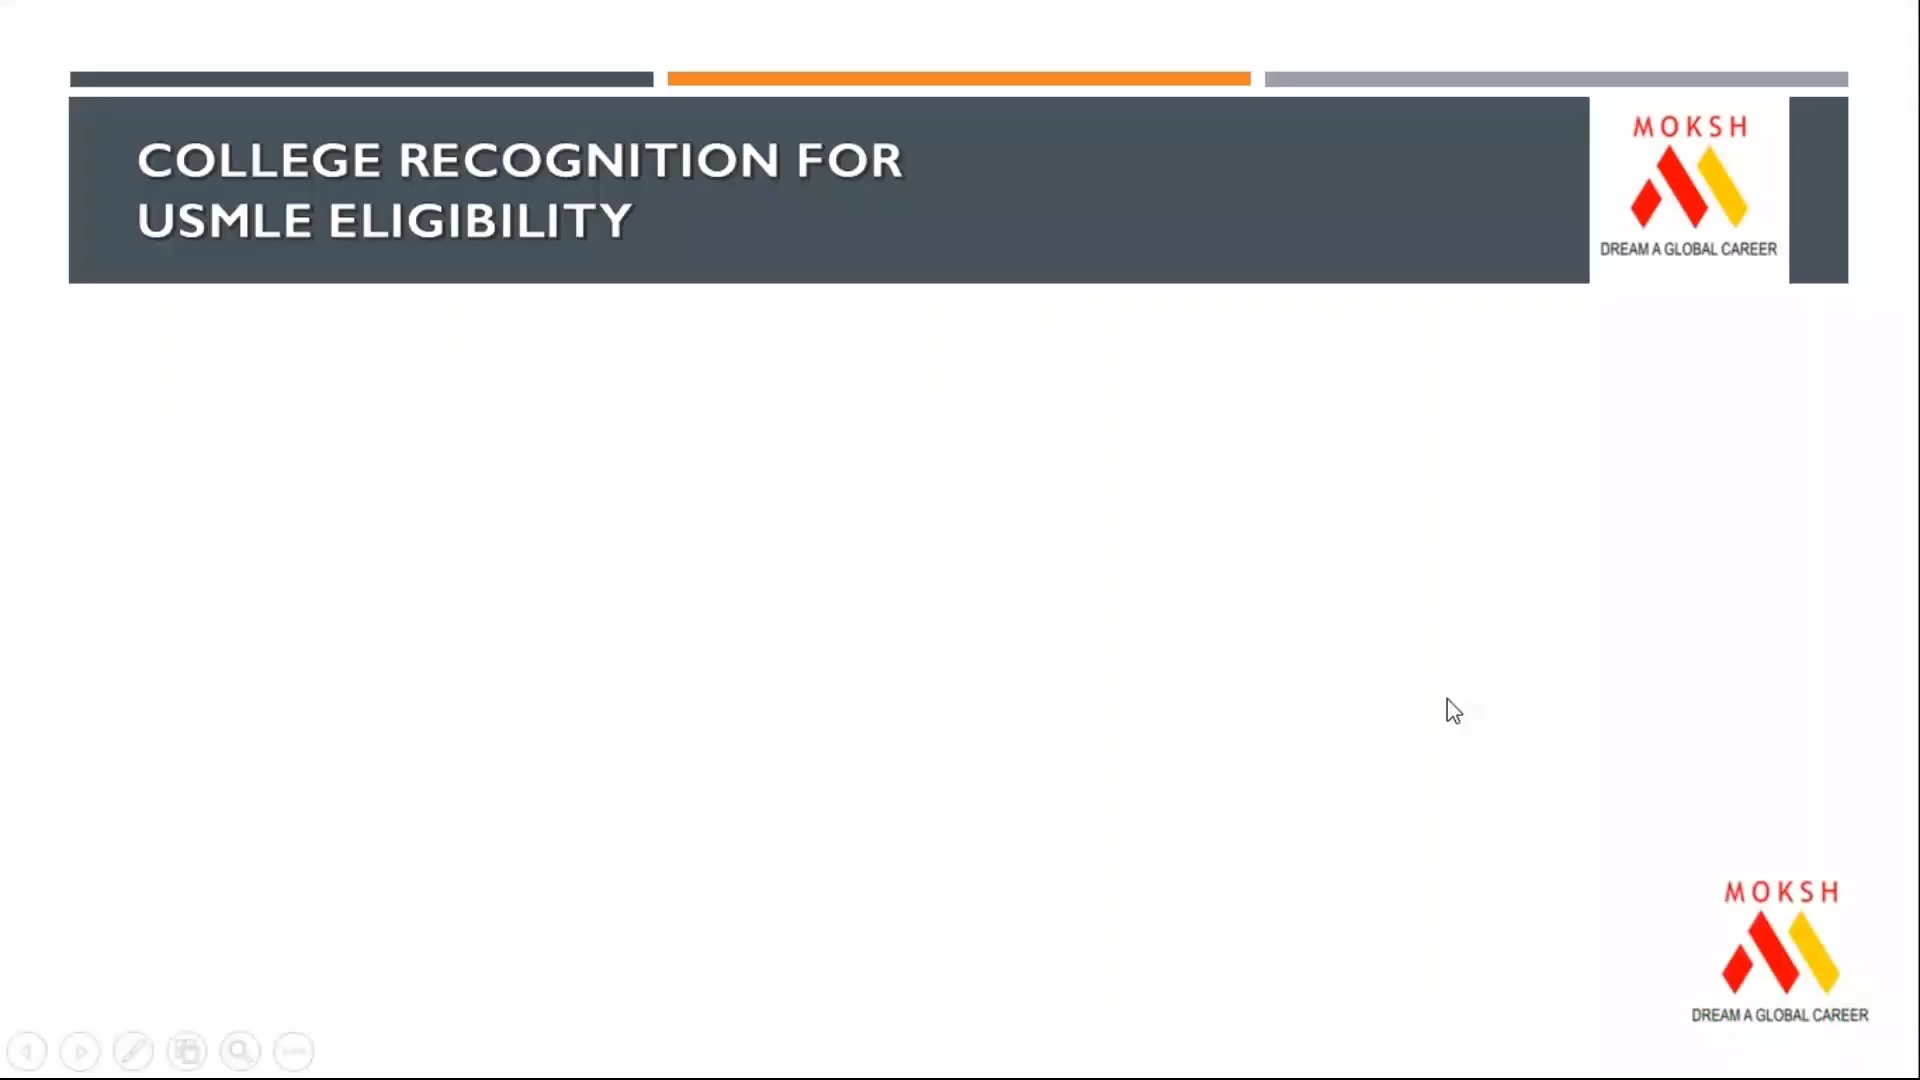 COLLEGE RECOGNITION FOR
USMLE ELIGIBILITY
MOKSH
DREAM A GLOBAL CAREER
MOKSH
DREAM A GLOBAL CAREER